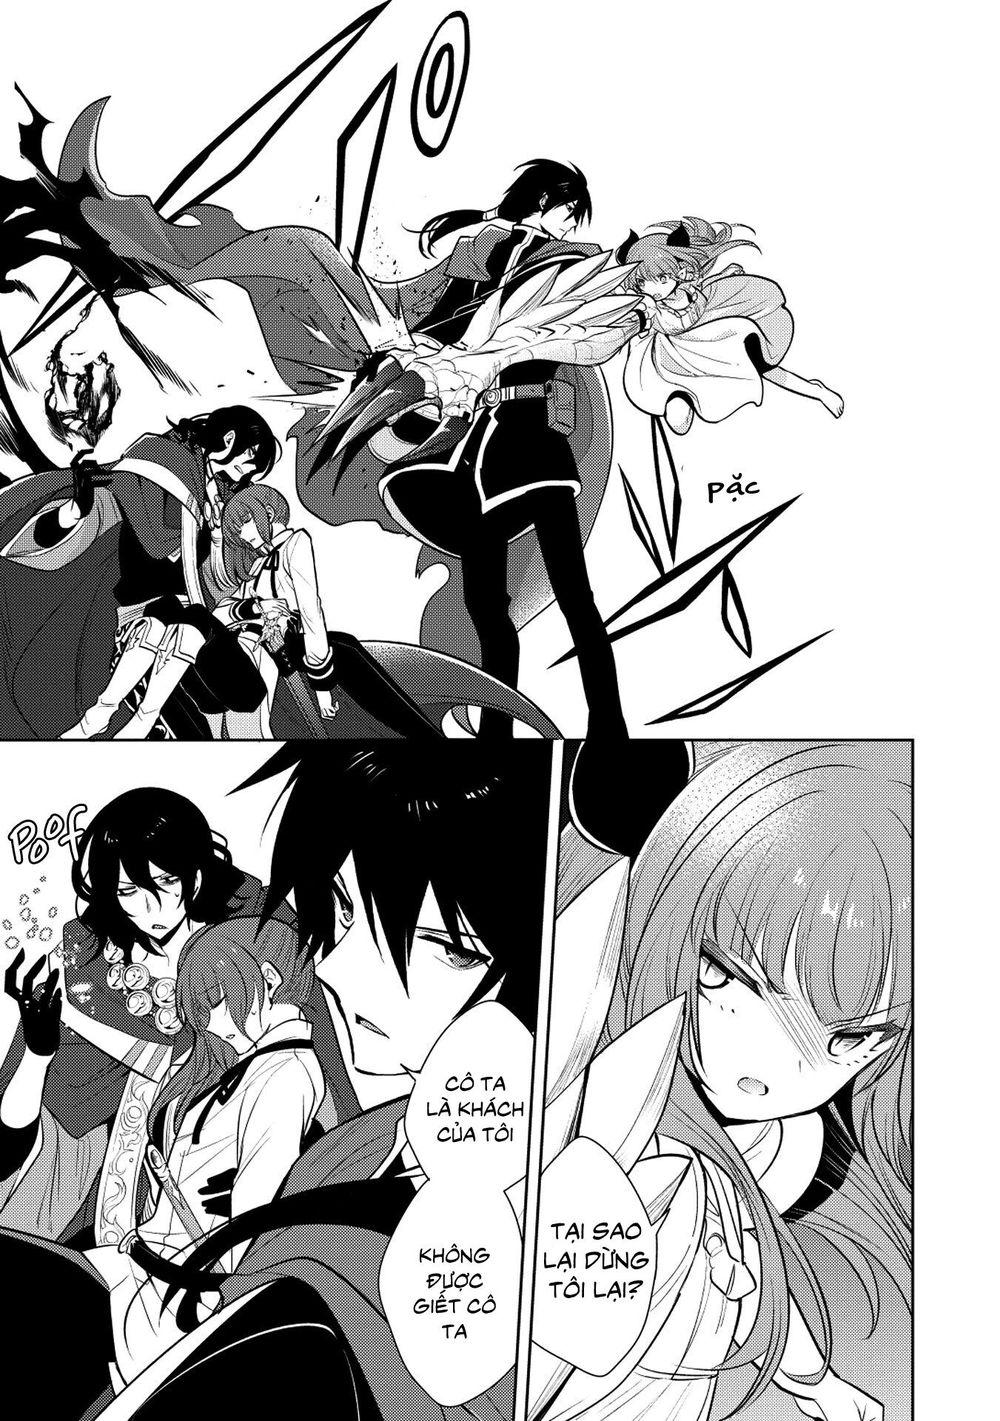 Pặc
TẠI SAO
LẠI DỪNG
TÔI LẠI?
CÔ TA
LÀ KHÁCH
CỦA TÔI
KHÔNG
ĐƯỢC
GIẾT CÔ
TA
Poof